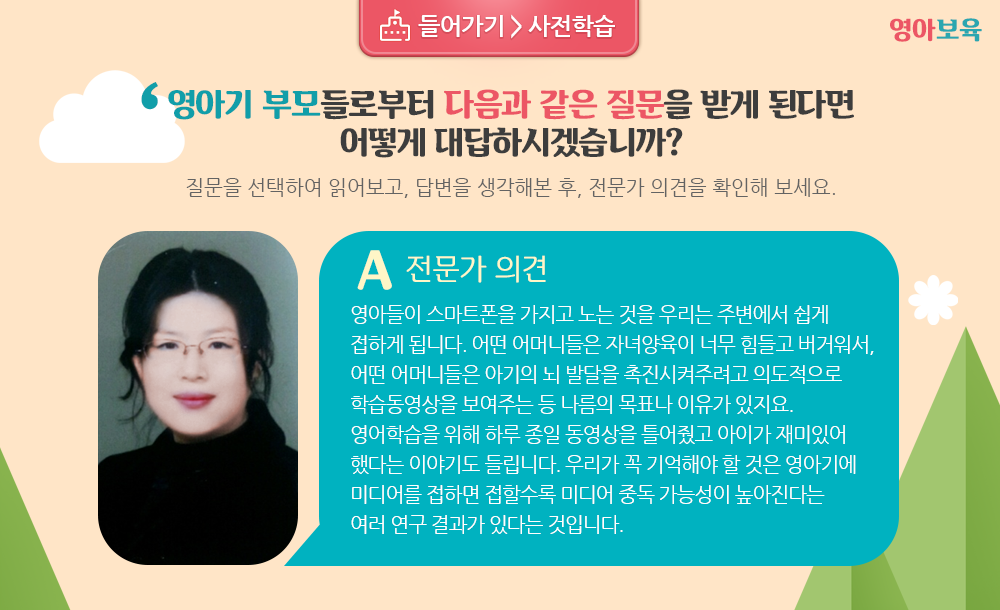 들어가기 > 사전학습
영아보육
‘영아기 부모들로부터 다음과 같은 질문을 받게 된다면
어떻게 대답하시겠습니까?
질문을 선택하여 읽어보고, 답변을 생각해본 후, 전문가 의견을 확인해 보세요.
A 전문가 의견
영아들이 스마트폰을 가지고 노는 것을 우리는 주변에서 쉽게
접하게 됩니다. 어떤 어머니들은 자녀양육이 너무 힘들고 버거워서,
어떤 어머니들은 아기의 뇌 발달을 촉진시켜주려고 의도적으로
학습동영상을 보여주는 등 나름의 목표나 이유가 있지요.
영어학습을 위해 하루 종일 동영상을 틀어줬고 아이가 재미있어
했다는 이야기도 들립니다. 우리가 꼭 기억해야 할 것은 영아기에
미디어를 접하면 접할수록 미디어 중독 가능성이 높아진다는
여러 연구 결과가 있다는 것입니다.